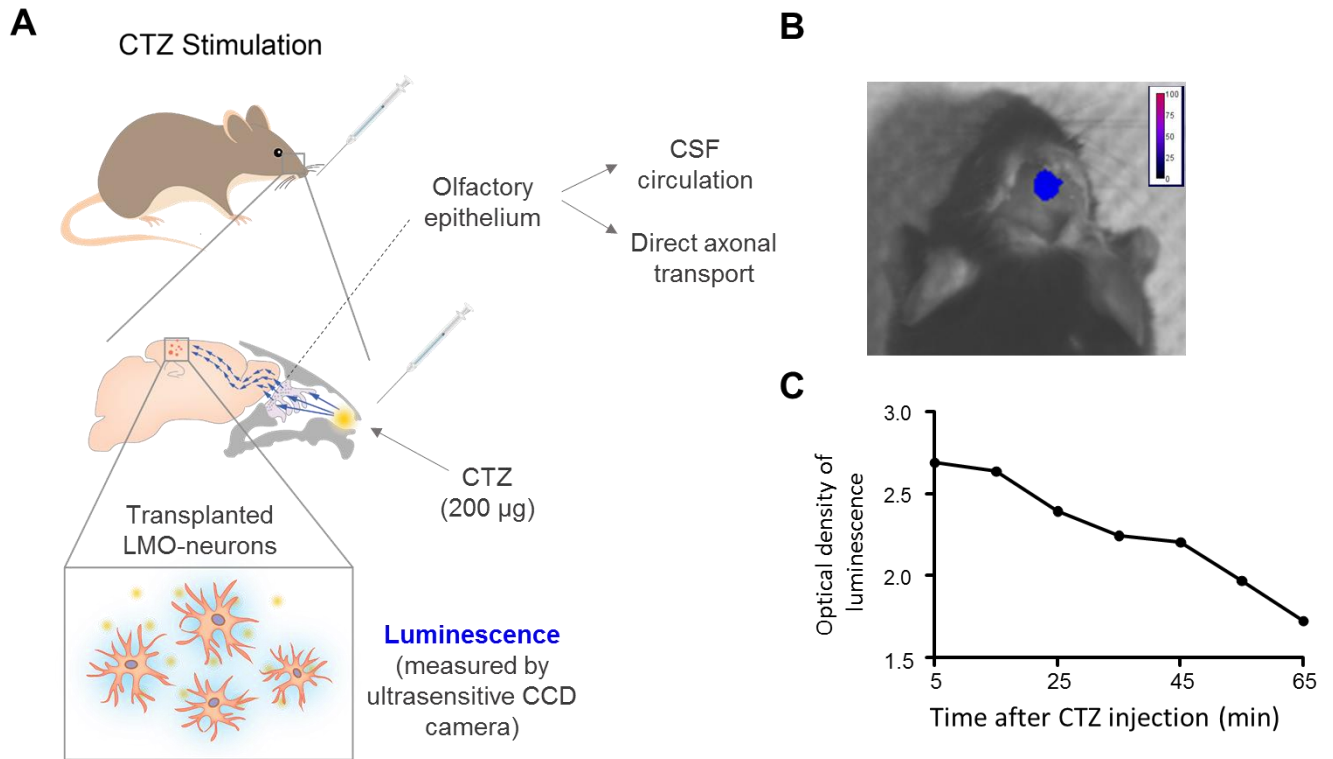 A
CTZ Stimulation
Olfactory
epithelium
CSF
circulation
Direct axonal
transport
CTZ
(200 µg)
Transplanted
LMO-neurons
Luminescence
(measured by
ultrasensitive CCD
camera)
B
100
75
50
25
0
C
Optical density of
luminescence
3.0
2.5
2.0
1.5
5
25
45
65
Time after CTZ injection (min)